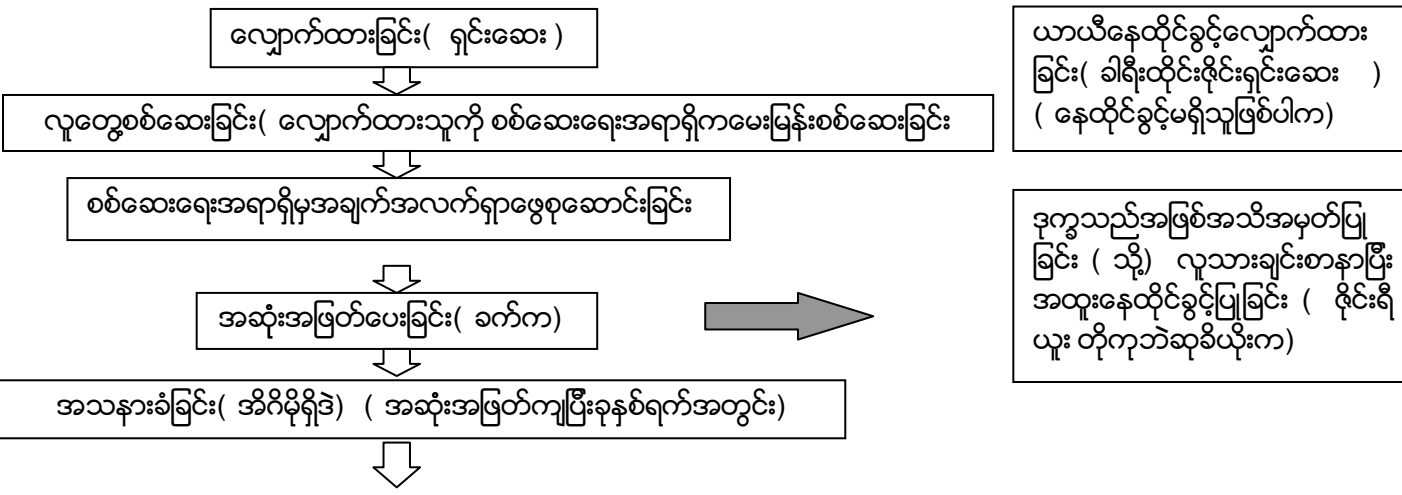 လျှောက်ထားခြင်း( ရှင်းဆေး )
လူတွေ့စစ်ဆေးခြင်း( လျှောက်ထားသူကို စစ်ဆေးရေးအရာရှိကမေးမြန်းစစ်ဆေးခြင်း
စစ်ဆေးရေးအရာရှိမှအချက်အလက်ရှာဖွေစုဆောင်းခြင်း
အဆုံးအဖြတ်ပေးခြင်း( ခက်က)
အသနားခံခြင်း( အိဂိမိုရှိဒဲ) ( အဆုံးအဖြတ်ကျပြီးခုနှစ်ရက်အတွင်း)
ယာယီနေထိုင်ခွင့်လျှောက်ထား
ခြင်း( ခါရီးထိုင်းဇိုင်းရှင်းဆေး )
( နေထိုင်ခွင့်မရှိသူဖြစ်ပါက)
ဒုက္ခသည်အဖြစ်အသိအမှတ်ပြု
ခြင်း ( သို့) လူသားချင်းစာနာပြီး
အထူးနေထိုင်ခွင့်ပြုခြင်း ( ဇိုင်းရီ
ယူး တိုကုဘဲဆုခိယိုးက)